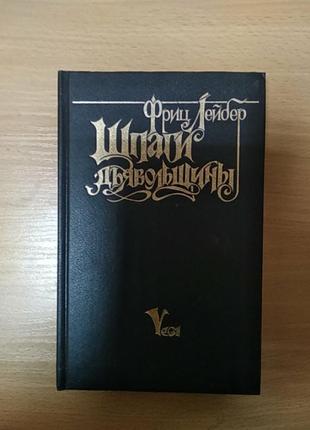 Фриц Лейбер
Шпаги
дьявольщины
Vega